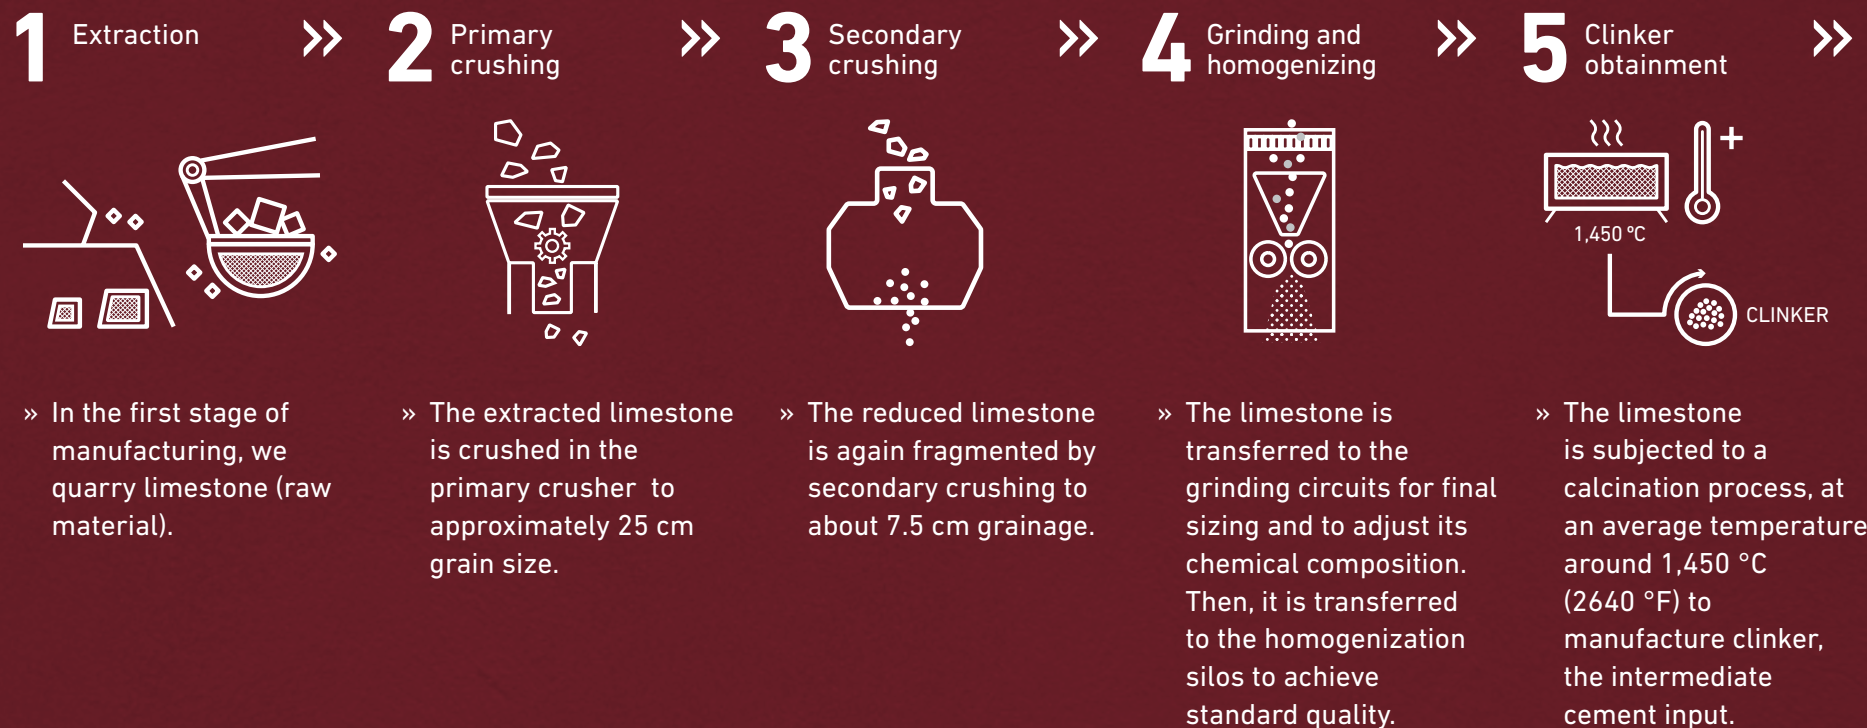 1 Extraction »
2 Primary
crushing »
3 Secondary
crushing »
4 Grinding and
homogenizing »
5 Clinker
obtainment »
1,450 ºC
CLINKER
» In the first stage of
manufacturing, we
quarry limestone (raw
material).
» The extracted limestone
is crushed in the
primary crusher to
approximately 25 cm
grain size.
» The reduced limestone
is again fragmented by
secondary crushing to
about 7.5 cm grainage.
» The limestone is
transferred to the
grinding circuits for final
sizing and to adjust its
chemical composition.
Then, it is transferred
to the homogenization
silos to achieve
standard quality.
» The limestone
is subjected to a
calcination process, at
an average temperature
around 1,450 °C
(2640 °F) to
manufacture clinker,
the intermediate
cement input.